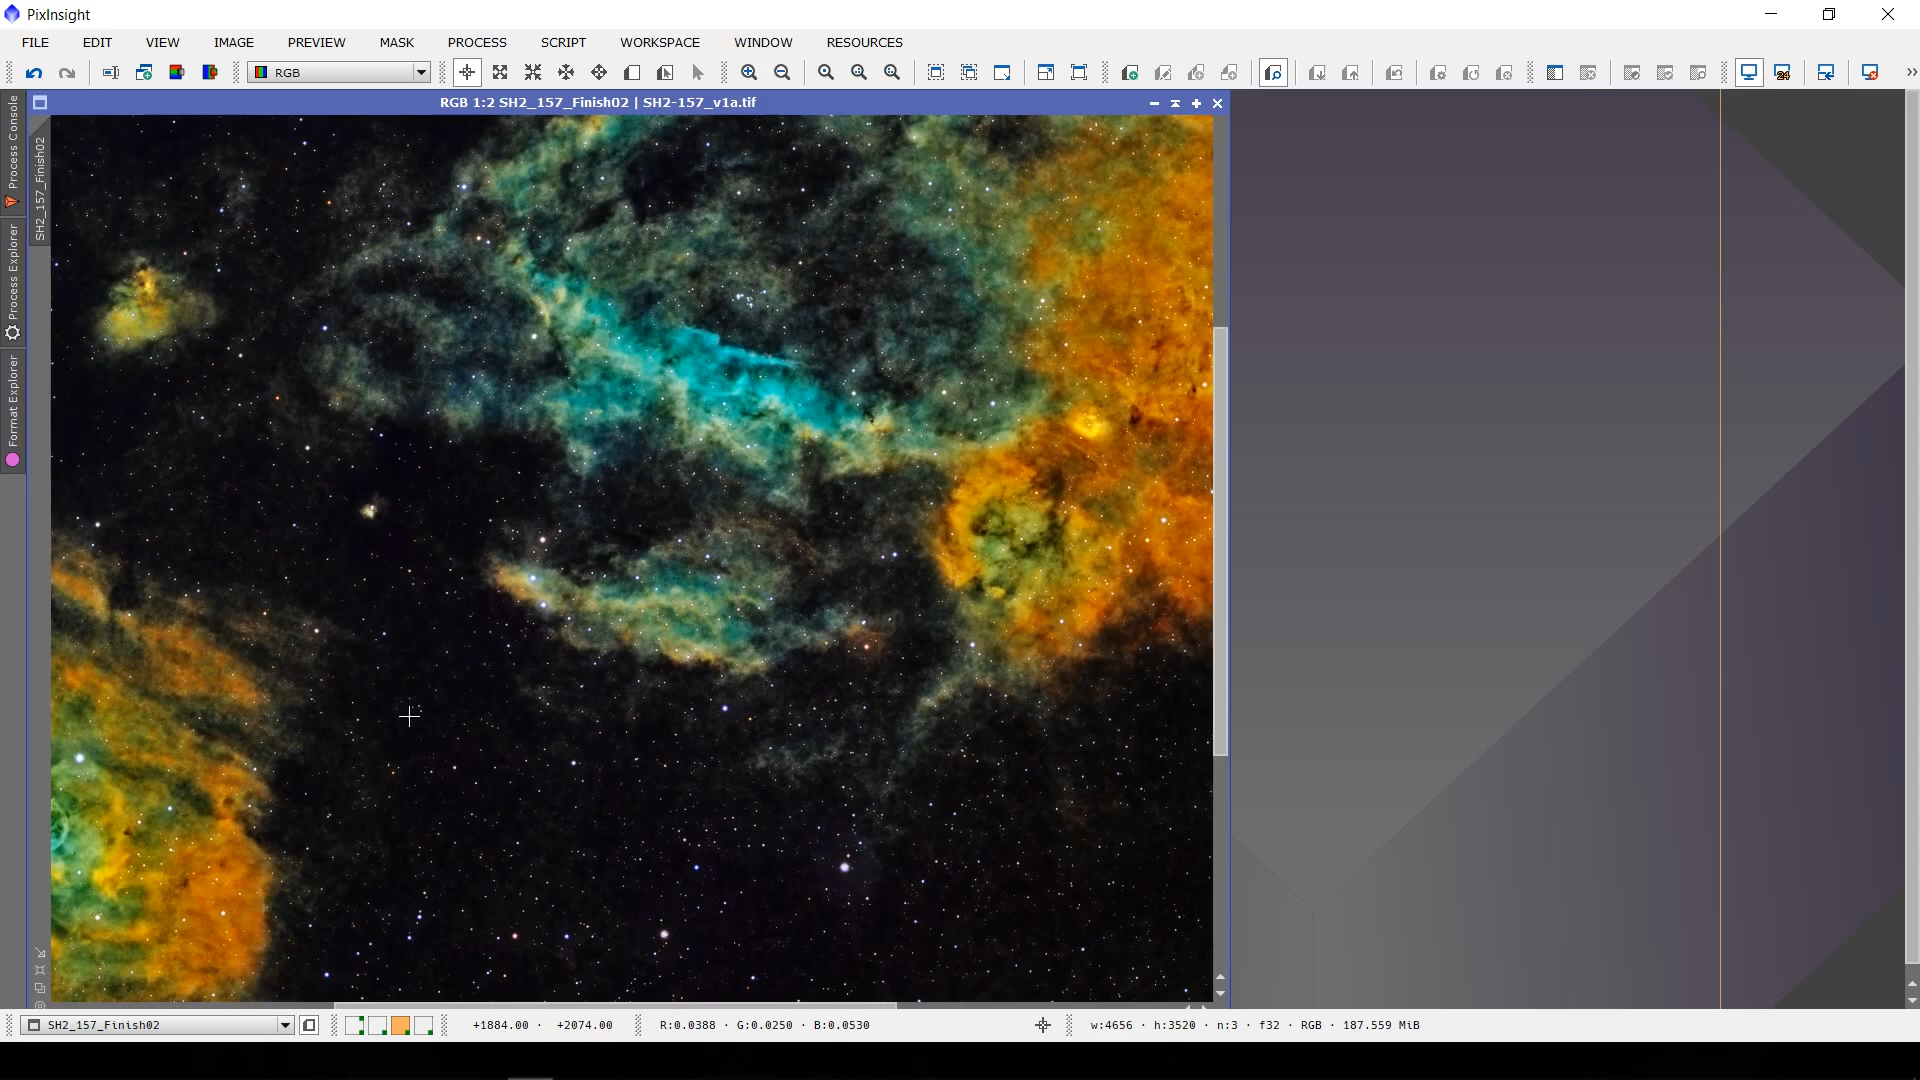 PixInsight
FILE EDIT VIEW IMAGE PREVIEW MASK PROCESS SCRIPT WORKSPACE WINDOW RESOURCES
RGB
24
RGB 1:2 SH2_157_Finish02 | SH2-157_v1a.tif
Process Console
Process Explorer
Format Explorer
SH2_157_Finish02
SH2_157_Finish02
+1884.00 · +2074.00
R:0.0388 · G:0.0250 · B:0.0530
w:4656 · h:3520 · n:3 · f32 · RGB · 187.559 MiB